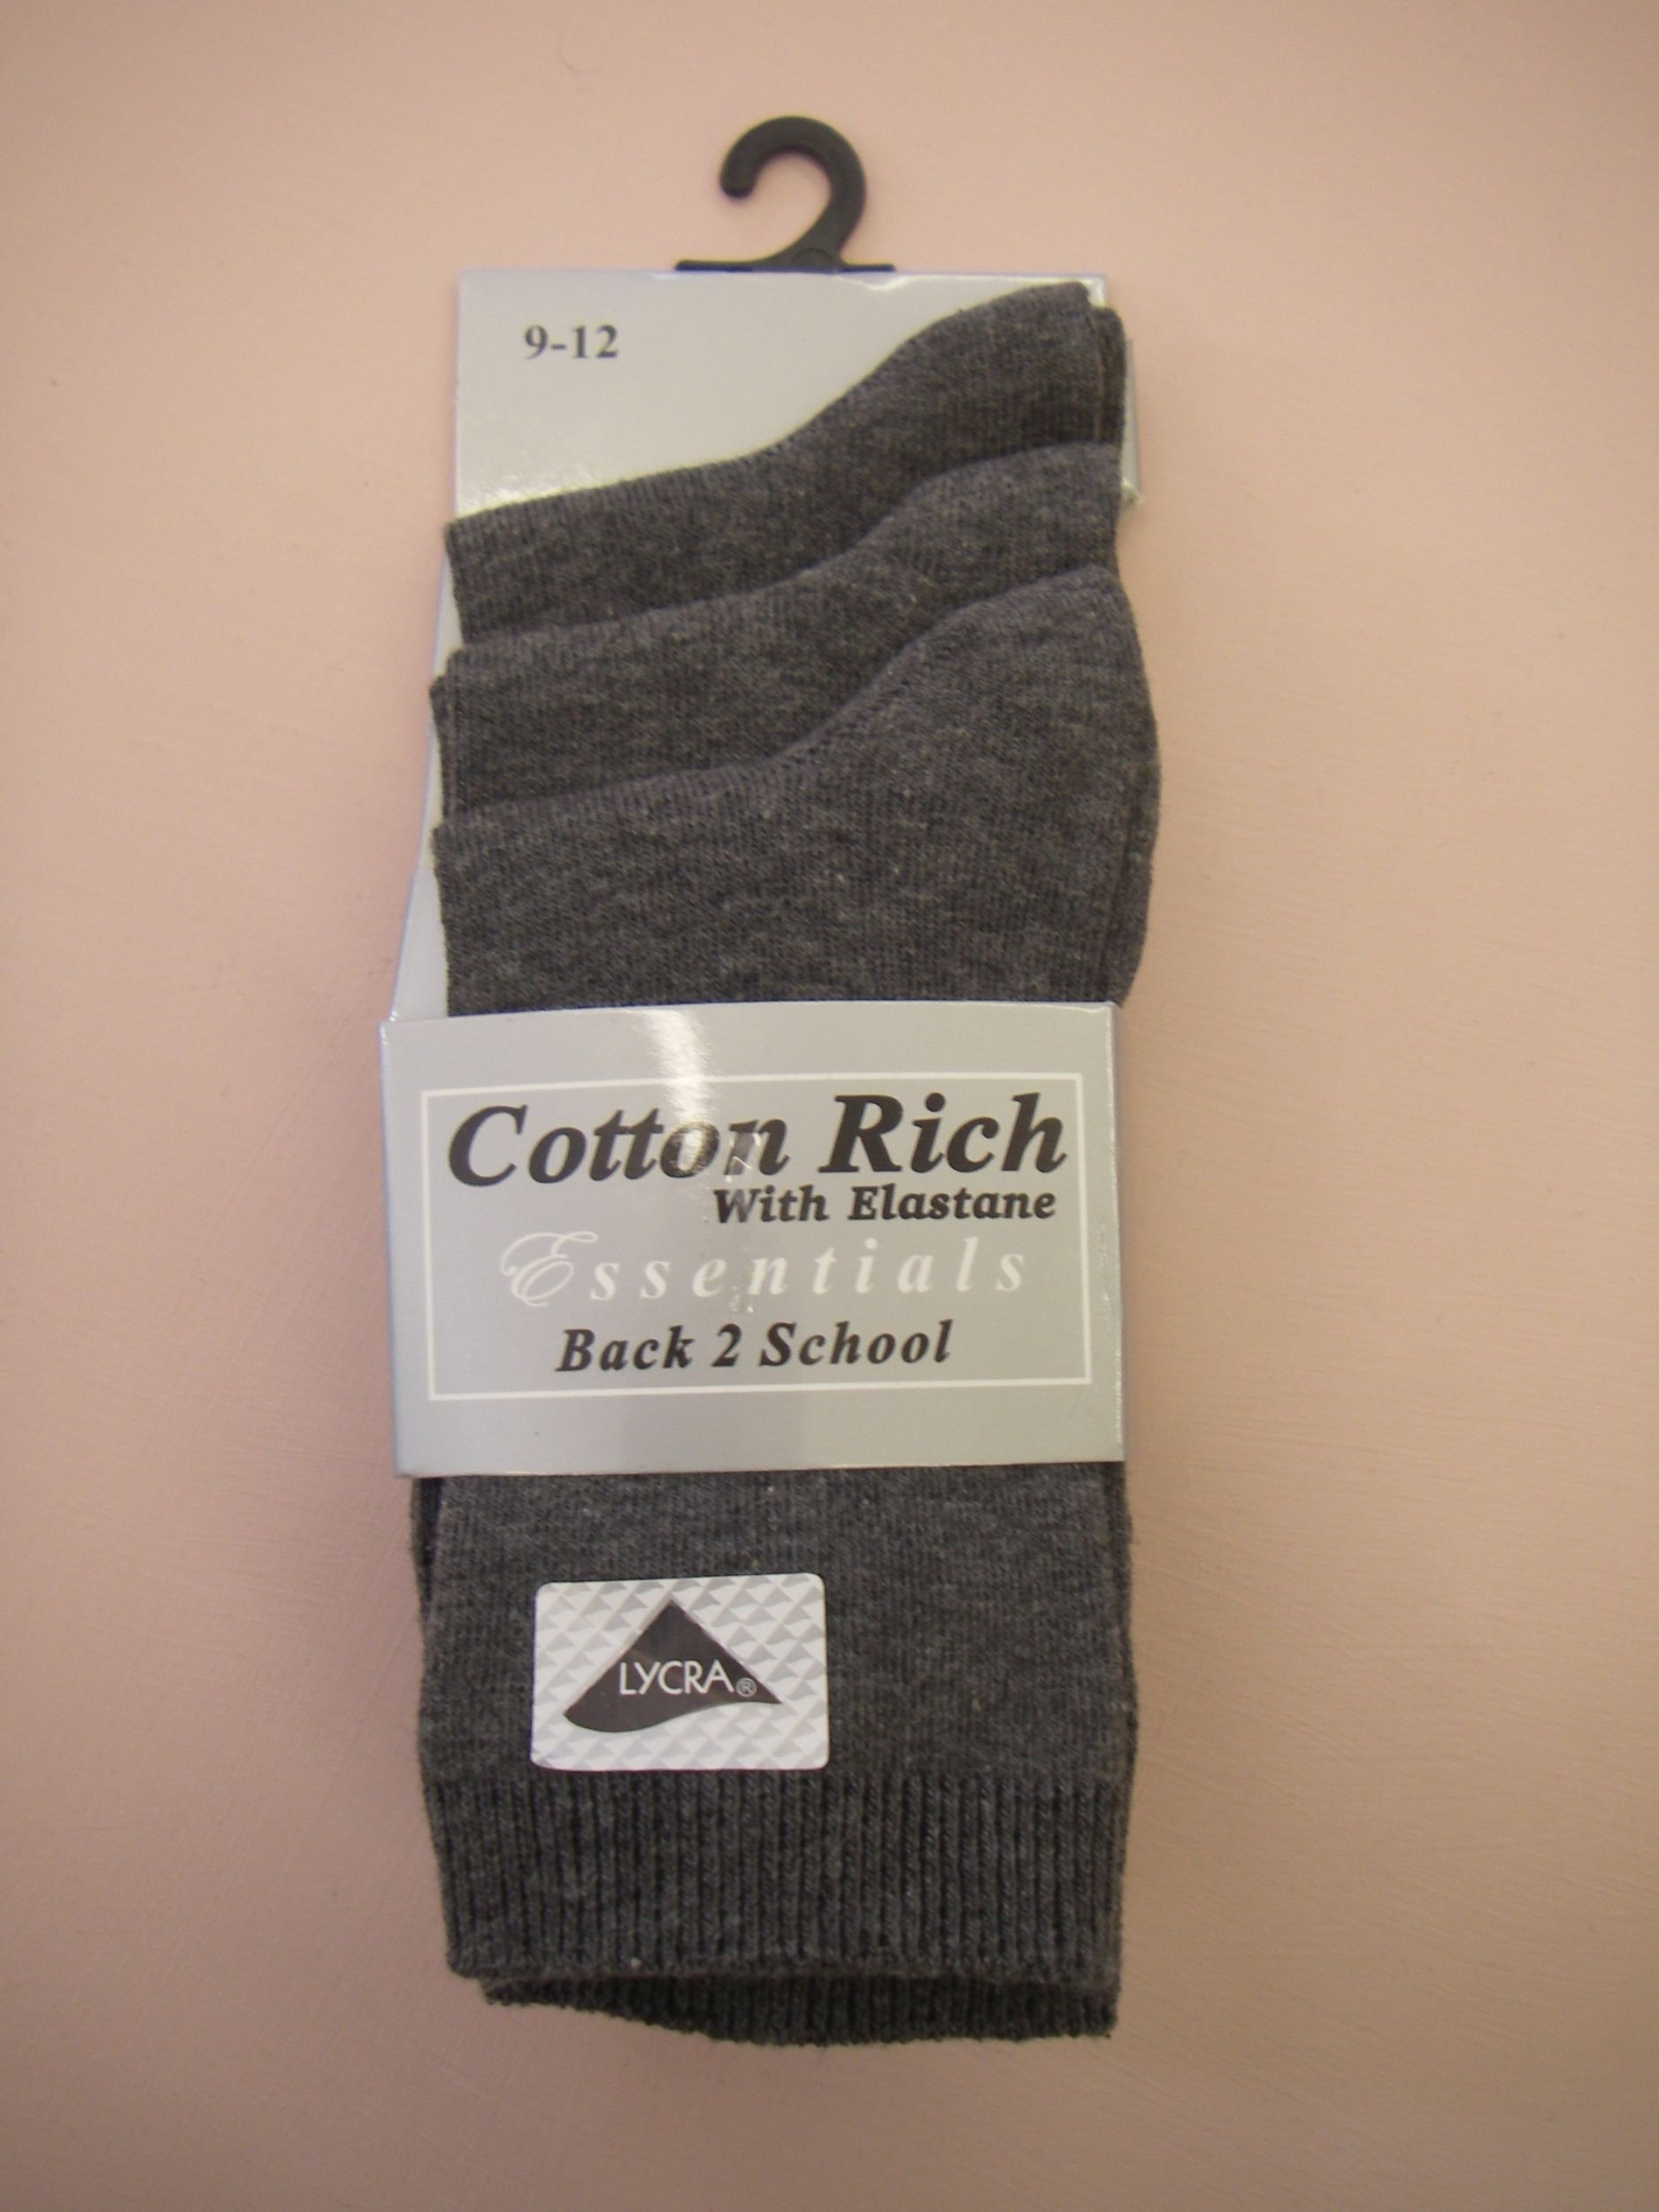 9-12
Cotton Rich
With Elastane
Essentials
Back 2 School
LYCRA®